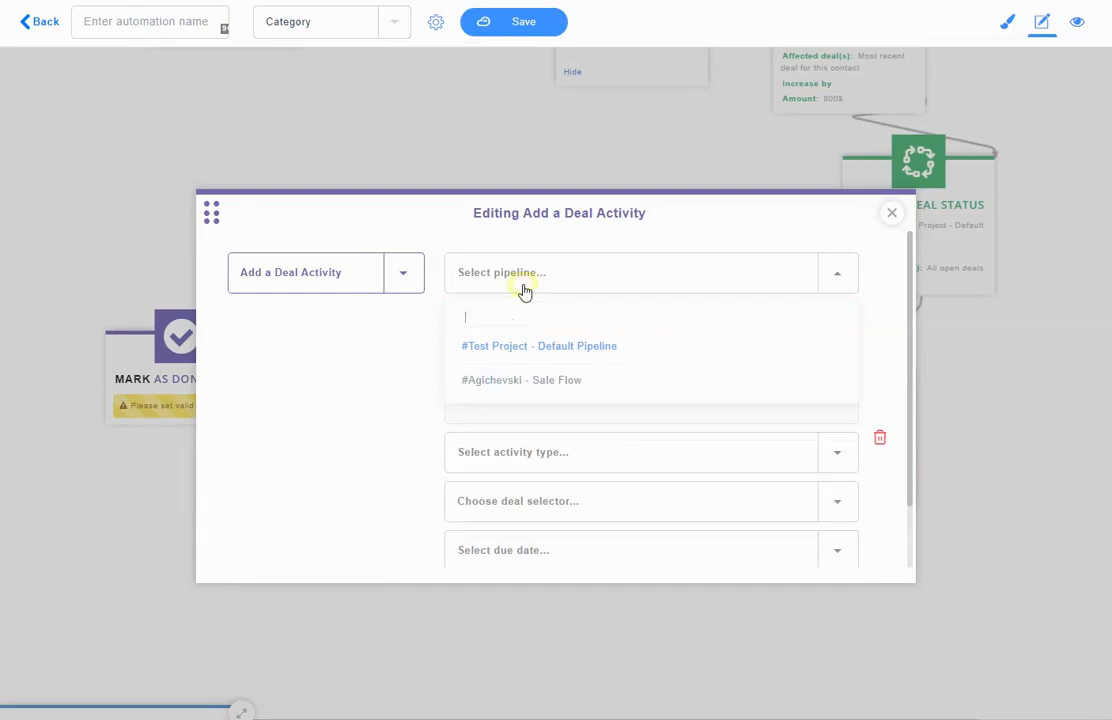 Back
Enter automation name
Category
Save
Affected deal(s): Most recent
deal for this contact
Increase by
Amount: 800$
Hide
EAL STATUS
Project - Default
): All open deals
MARK AS DON
Please set valid
Editing Add a Deal Activity
Add a Deal Activity
Select pipeline...
#Test Project - Default Pipeline
#Agichevski - Sale Flow
Select activity type...
Choose deal selector...
Select due date...